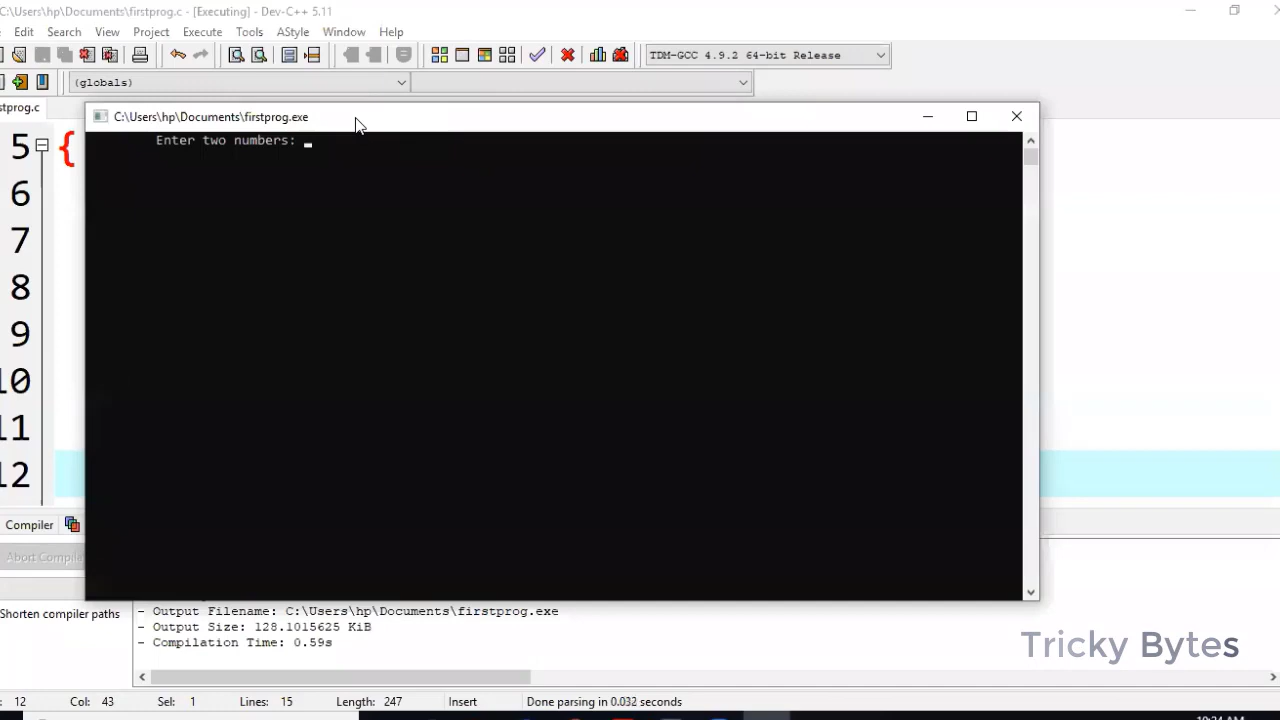 C:\Users\hp\Documents\firstprog.c - [Executing] - Dev-C++ 5.11
Edit Search View Project Execute Tools AStyle Window Help
TDM-GCC 4.9.2 64-bit Release
(globals)
stprog.c
C:\Users\hp\Documents\firstprog.exe
Enter two numbers:
5 {
6
7
8
9
10
11
12
Compiler
Abort Compila
Shorten compiler paths
- Output Filename: C:\Users\hp\Documents\firstprog.exe
- Output Size: 128.1015625 KiB
- Compilation Time: 0.59s
Tricky Bytes
: 12 Col: 43 Sel: 1 Lines: 15 Length: 247 Insert Done parsing in 0.032 seconds